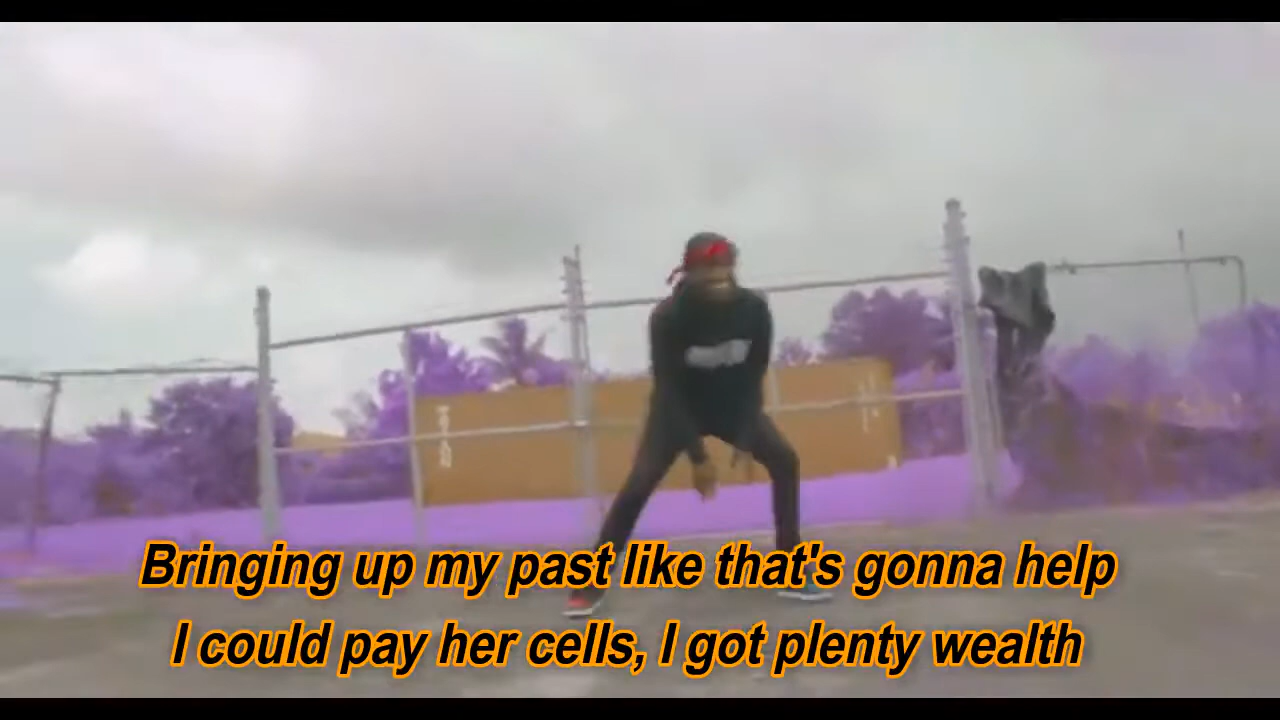 Bringing up my past like that's gonna help
I could pay her cells, I got plenty wealth